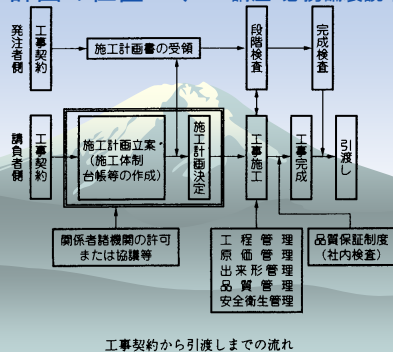 発注者側
工事契約
施工計画書の受領
段階検査
完成検査
請負者側
工事契約
施工計画立案・
(施工体制
台帳等の作成)
施工計画決定
工事施工
工事完成
引渡し
関係者諸機関の許可
または協議等
工程管理
原価管理
出来形管理
品質管理
安全衛生管理
品質保証制度
(社内検査)
工事契約から引渡しまでの流れ